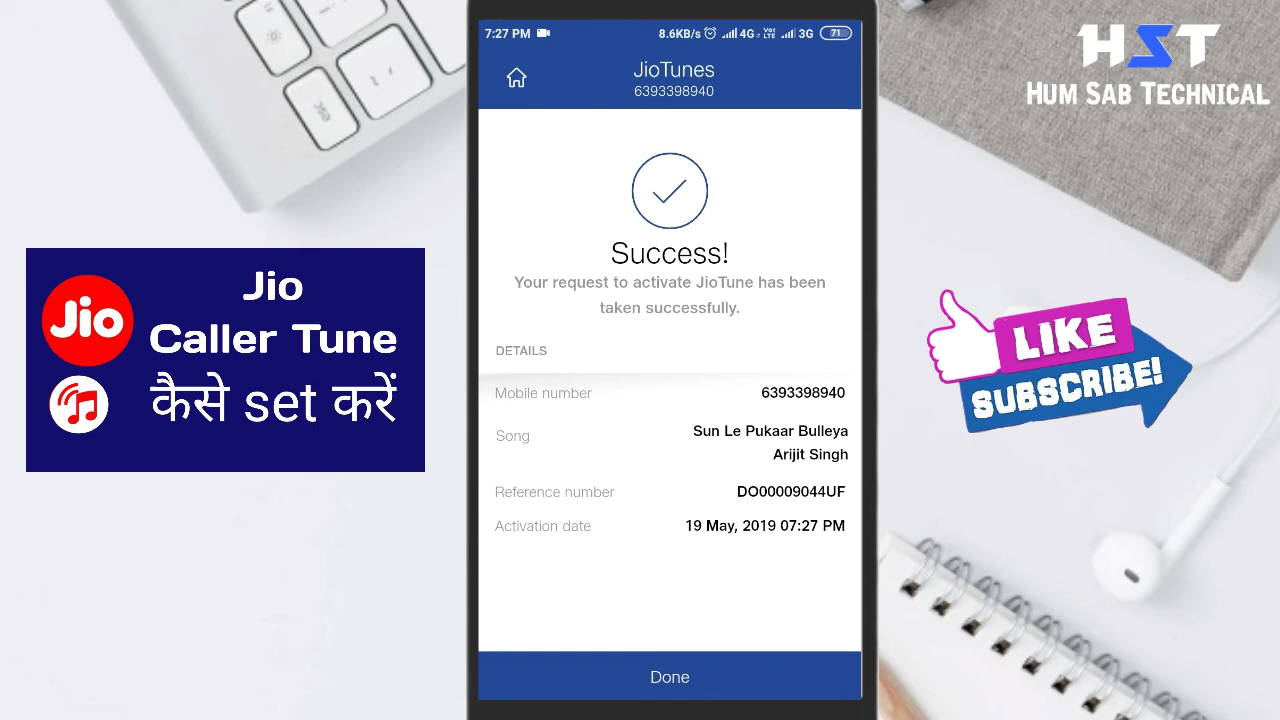 7:27 PM 8.6KB/s 4G VoLTE 3G 71
JioTunes
6393398940
Success!
Your request to activate JioTune has been
taken successfully.
DETAILS
Mobile number 6393398940
Song Sun Le Pukaar Bulleya
Arijit Singh
Reference number DO00009044UF
Activation date 19 May, 2019 07:27 PM
Done
Jio
Jio
Caller Tune
कैसे set करें
HST
HUM SAB TECHNICAL
LIKE
SUBSCRIBE!